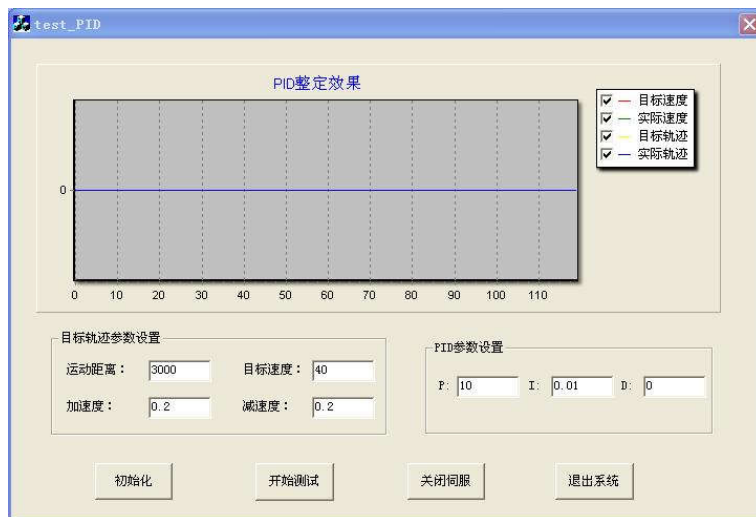 test_PID
PID整定效果
目标速度
实际速度
目标轨迹
实际轨迹
0
0 10 20 30 40 50 60 70 80 90 100 110
目标轨迹参数设置
运动距离： 3000 目标速度： 40
加速度： 0.2 减速度： 0.2
PID参数设置
P: 10 I: 0.01 D: 0
初始化 开始测试 关闭伺服 退出系统